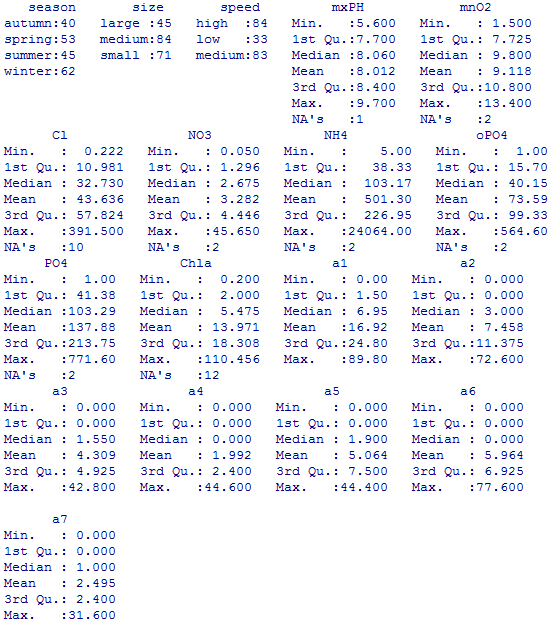 season size speed mxPH mnO2
autumn:40 large :45 high :84 Min. :5.600 Min. : 1.500
spring:53 medium:84 low :33 1st Qu.:7.700 1st Qu.: 7.725
summer:45 small :71 medium:83 Median :8.060 Median : 9.800
winter:62 Mean :8.012 Mean : 9.118
3rd Qu.:8.400 3rd Qu.:10.800
Max. :9.700 Max. :13.400
NA's :1 NA's :2
Cl NO3 NH4 oPO4
Min. : 0.222 Min. : 0.050 Min. : 5.00 Min. : 1.00
1st Qu.: 10.981 1st Qu.: 1.296 1st Qu.: 38.33 1st Qu.: 15.70
Median : 32.730 Median : 2.675 Median : 103.17 Median : 40.15
Mean : 43.636 Mean : 3.282 Mean : 501.30 Mean : 73.59
3rd Qu.: 57.824 3rd Qu.: 4.446 3rd Qu.: 226.95 3rd Qu.: 99.33
Max. :391.500 Max. :45.650 Max. :24064.00 Max. :564.60
NA's :10 NA's :2 NA's :2 NA's :2
PO4 Chla a1 a2
Min. : 1.00 Min. : 0.200 Min. : 0.00 Min. : 0.000
1st Qu.: 41.38 1st Qu.: 2.000 1st Qu.: 1.50 1st Qu.: 0.000
Median :103.29 Median : 5.475 Median : 6.95 Median : 3.000
Mean :137.88 Mean : 13.971 Mean :16.92 Mean : 7.458
3rd Qu.:213.75 3rd Qu.: 18.308 3rd Qu.:24.80 3rd Qu.:11.375
Max. :771.60 Max. :110.456 Max. :89.80 Max. :72.600
NA's :2 NA's :12
a3 a4 a5 a6
Min. : 0.000 Min. : 0.000 Min. : 0.000 Min. : 0.000
1st Qu.: 0.000 1st Qu.: 0.000 1st Qu.: 0.000 1st Qu.: 0.000
Median : 1.550 Median : 0.000 Median : 1.900 Median : 0.000
Mean : 4.309 Mean : 1.992 Mean : 5.064 Mean : 5.964
3rd Qu.: 4.925 3rd Qu.: 2.400 3rd Qu.: 7.500 3rd Qu.: 6.925
Max. :42.800 Max. :44.600 Max. :44.400 Max. :77.600
a7
Min. : 0.000
1st Qu.: 0.000
Median : 1.000
Mean : 2.495
3rd Qu.: 2.400
Max. :31.600